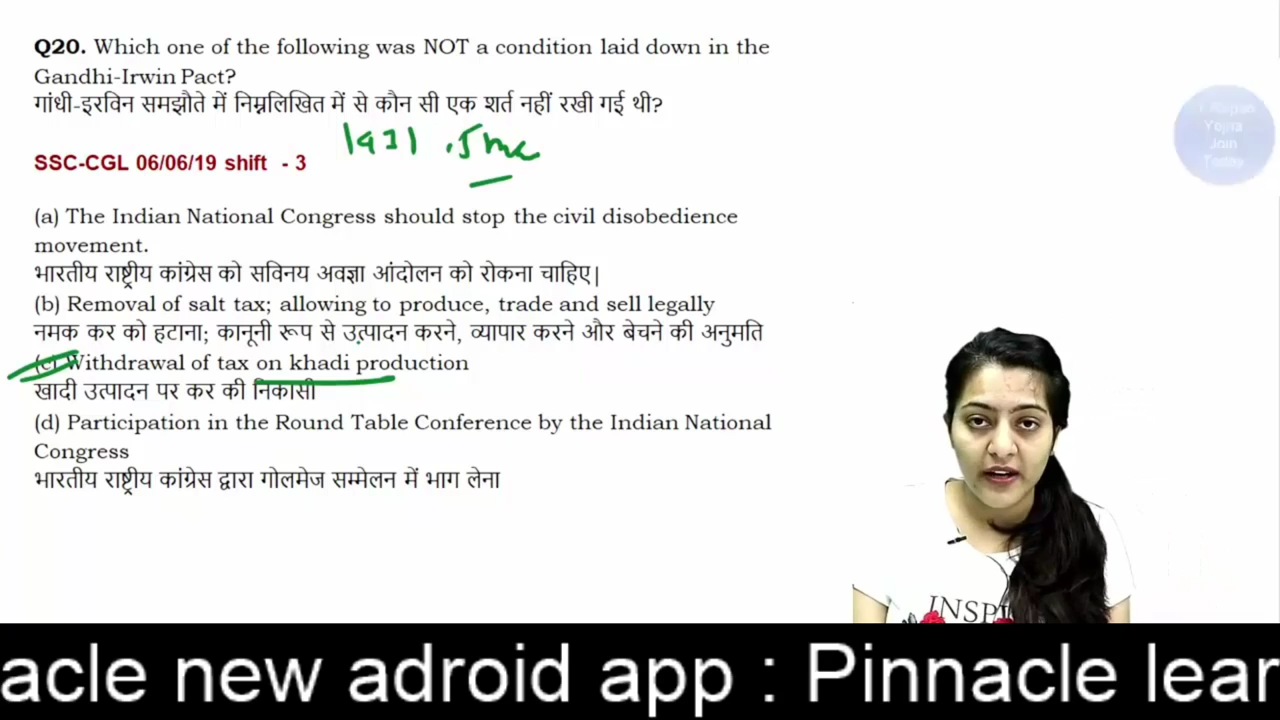 Q20. Which one of the following was NOT a condition laid down in the
Gandhi-Irwin Pact?
गांधी-इरविन समझौते में निम्नलिखित में से कौन सी एक शर्त नहीं रखी गई थी?
1931 . 5 mar
SSC-CGL 06/06/19 shift - 3
(a) The Indian National Congress should stop the civil disobedience
movement.
भारतीय राष्ट्रीय कांग्रेस को सविनय अवज्ञा आंदोलन को रोकना चाहिए|
(b) Removal of salt tax; allowing to produce, trade and sell legally
नमक कर को हटाना; कानूनी रूप से उत्पादन करने, व्यापार करने और बेचने की अनुमति
(c) Withdrawal of tax on khadi production
खादी उत्पादन पर कर की निकासी
(d) Participation in the Round Table Conference by the Indian National
Congress
भारतीय राष्ट्रीय कांग्रेस द्वारा गोलमेज सम्मेलन में भाग लेना
Yojna
Join
Today
INSPI
acle new adroid app : Pinnacle lear